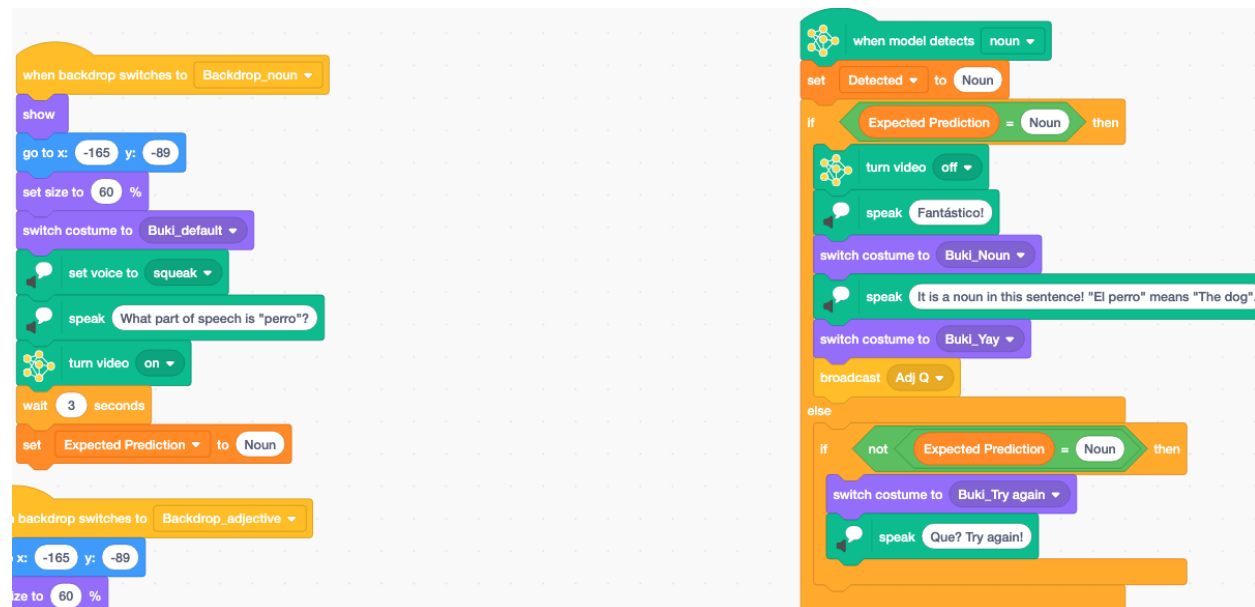 when backdrop switches to Backdrop_noun
show
go to x: -165 y: -89
set size to 60 %
switch costume to Buki_default
set voice to squeak
speak What part of speech is "perro"?
turn video on
wait 3 seconds
set Expected Prediction to Noun
backdrop switches to Backdrop_adjective
x: -165 y: -89
size to 60 %
when model detects noun
set Detected to Noun
if Expected Prediction = Noun then
turn video off
speak Fantástico!
switch costume to Buki_Noun
speak It is a noun in this sentence! "El perro" means "The dog".
switch costume to Buki_Yay
broadcast Adj Q
else
if not Expected Prediction = Noun then
switch costume to Buki_Try again
speak Que? Try again!